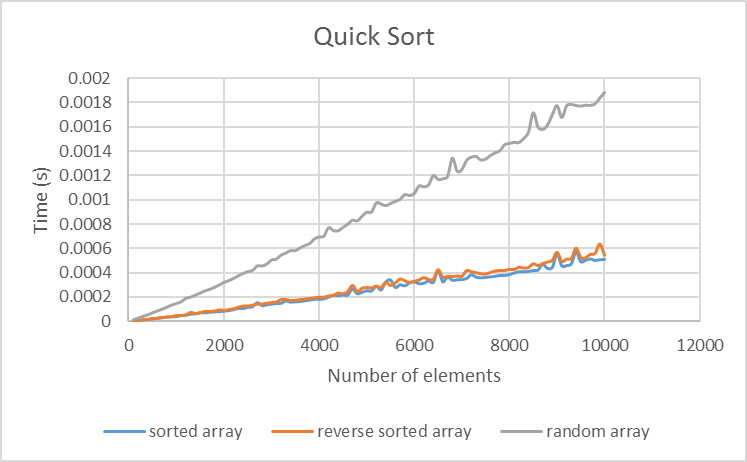 Quick Sort
0.002
0.0018
0.0016
0.0014
0.0012
0.001
0.0008
0.0006
0.0004
0.0002
0
Time (s)
0 2000 4000 6000 8000 10000 12000
Number of elements
sorted array reverse sorted array random array